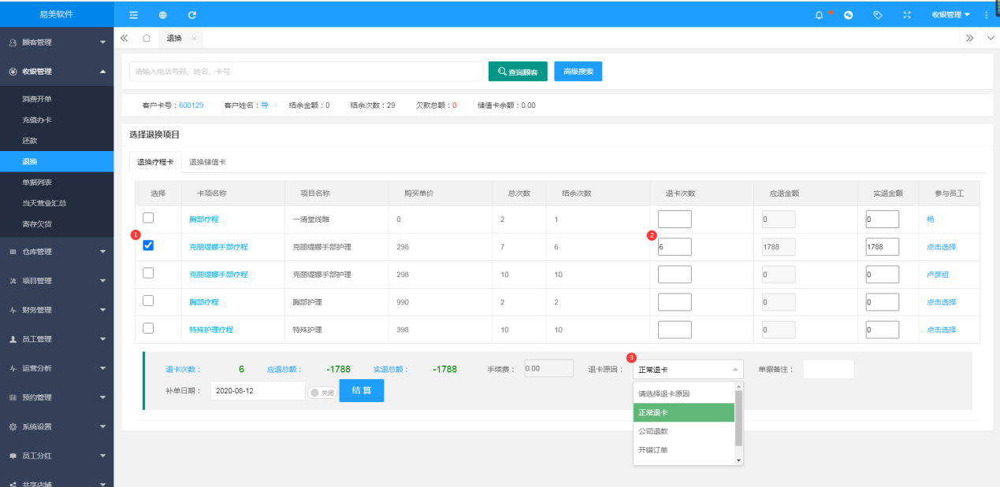 易美软件
收银管理
顾客管理
退换 ×
收银管理
请输入电话号码、姓名、卡号
查询顾客
高级搜索
消费开单
客户卡号：600129 客户姓名：导 结余金额：0 结余次数：29 欠款总额：0 储值卡余额：0.00
充值办卡
还款
选择退换项目
退换
退换疗程卡 退换储值卡
单据列表
当天营业汇总
寄存欠货
选择 卡项名称 项目名称 购买单价 总次数 结余次数 退卡次数 应退金额 实退金额 参与员工
胸部疗程 一清堂线雕 0 2 1 0 0 杨
1 2
克丽缇娜手部疗程 克丽缇娜手部护理 298 7 6 6 1788 1788 点击选择
仓库管理
克丽缇娜手部疗程 克丽缇娜手部护理 298 10 10 0 0 卢彦祖
项目管理
胸部疗程 胸部护理 990 2 2 0 0 点击选择
财务管理
特殊护理疗程 特殊护理 398 10 10 0 0 点击选择
员工管理
3
退卡次数： 6 应退总额： -1788 实退总额： -1788 手续费： 0.00 退卡原因： 正常退卡 单据备注：
运营分析
补单日期： 2020-08-12 关闭 结 算
请选择退卡原因
预约管理
正常退卡
系统设置
公司退款
开错订单
员工分红
共享店铺